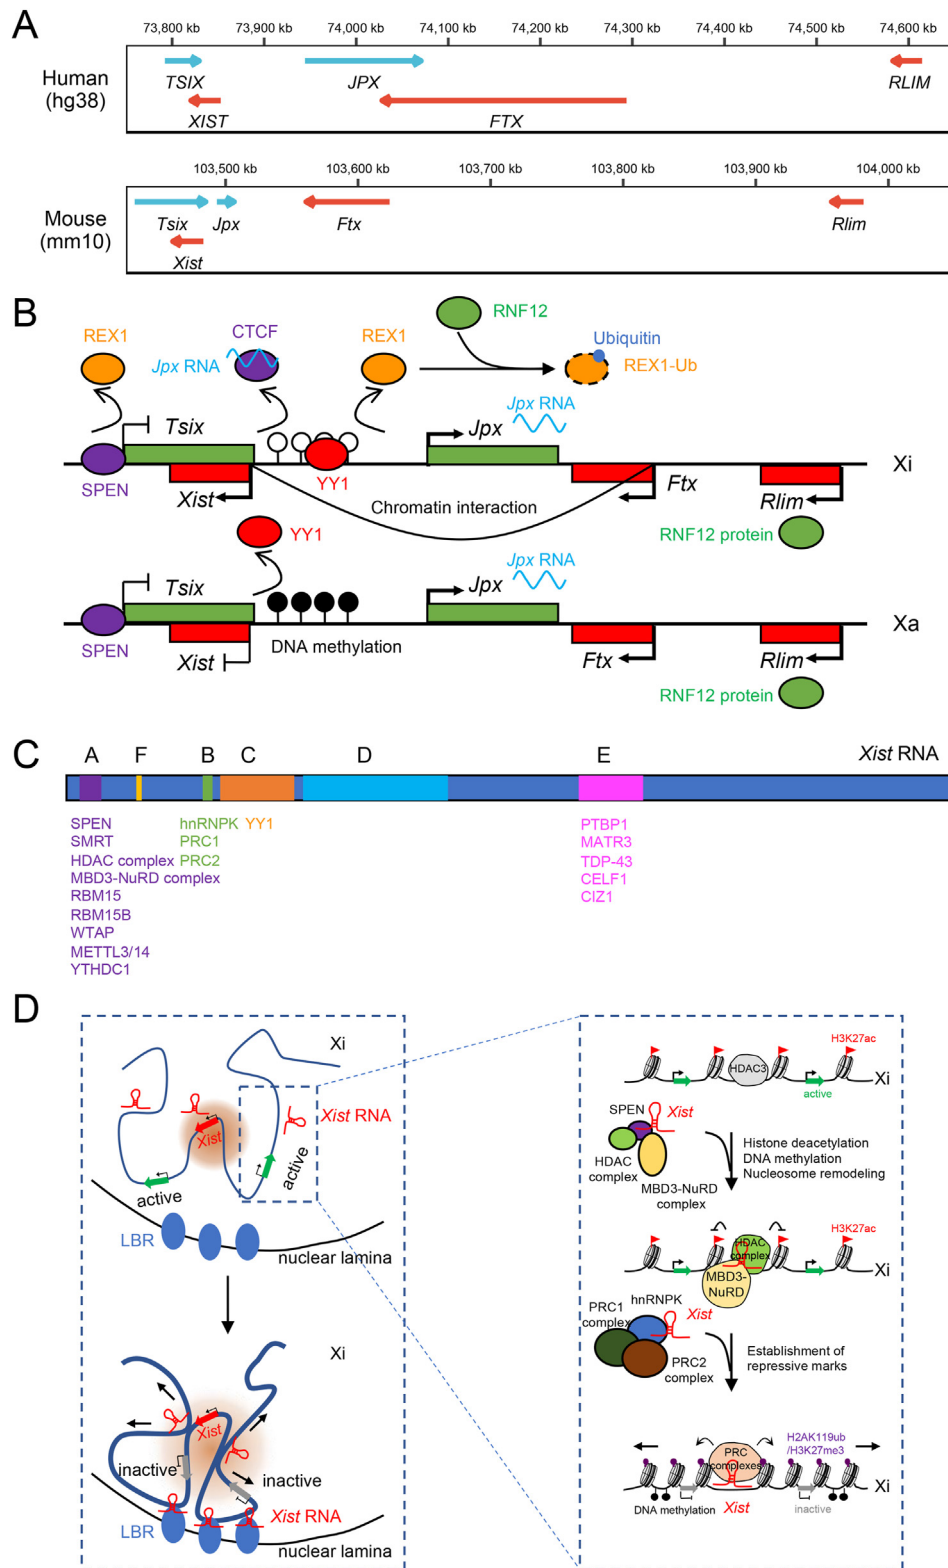 A
73,800 kb 73,900 kb 74,000 kb 74,100 kb 74,200 kb 74,300 kb 74,400 kb 74,500 kb 74,600 kb
Human
(hg38)
TSIX JPX RLIM
XIST FTX
103,500 kb 103,600 kb 103,700 kb 103,800 kb 103,900 kb 104,000 kb
Mouse
(mm10)
Tsix Jpx Ftx Rlim
Xist
B
REX1 CTCF REX1 RNF12
Jpx RNA
Ubiquitin
REX1-Ub
Jpx RNA
Tsix Jpx
SPEN YY1 Xi
Xist Ftx Rlim
Chromatin interaction
YY1 RNF12 protein
Jpx RNA
Tsix Jpx
SPEN DNA methylation Xa
Xist Ftx Rlim
RNF12 protein
C
A F B C D E Xist RNA
SPEN hnRNPK YY1 PTBP1
SMRT PRC1 MATR3
HDAC complex PRC2 TDP-43
MBD3-NuRD complex CELF1
RBM15 CIZ1
RBM15B
WTAP
METTL3/14
YTHDC1
D
Xi
Xist RNA
Xist
active
active
LBR
nuclear lamina
Xi
Xist
inactive
inactive
Xist RNA
LBR
nuclear lamina
H3K27ac
HDAC3
Xi
active
SPEN
Xist
HDAC
complex
MBD3-NuRD
complex
Histone deacetylation
DNA methylation
Nucleosome remodeling
H3K27ac
HDAC
complex
Xi
MBD3-
NuRD
hnRNPK
PRC1
complex
Xist
PRC2
complex
Establishment of
repressive marks
H2AK119ub
/H3K27me3
PRC
complexes
Xi
DNA methylation
Xist
inactive